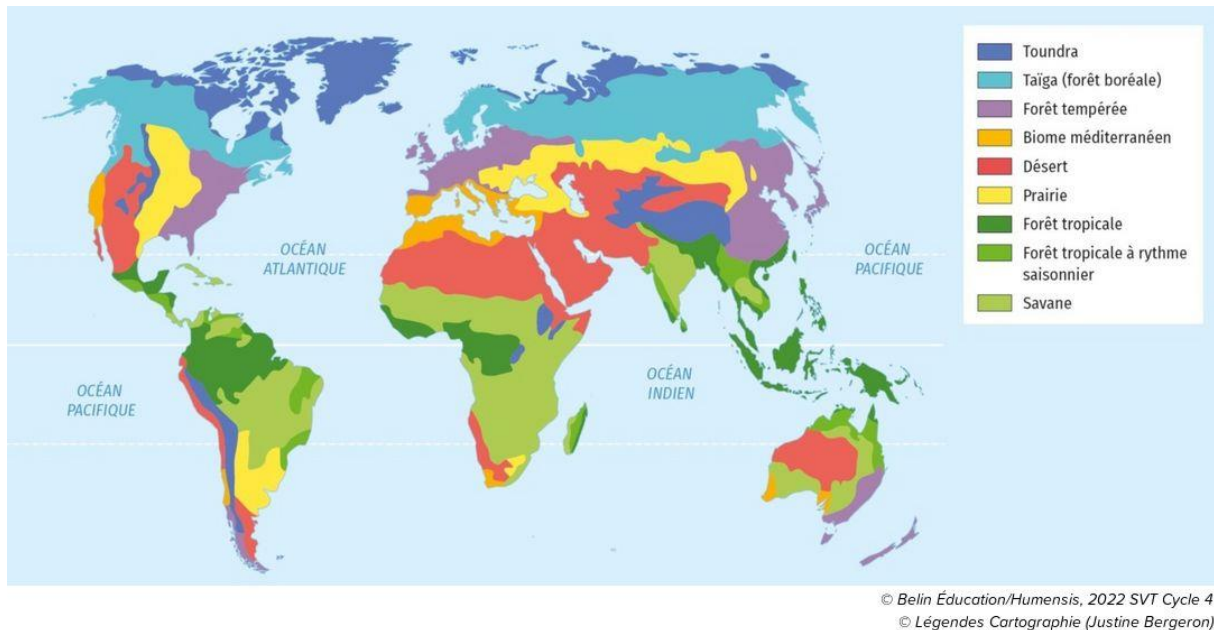 Toundra
Taïga (forêt boréale)
Forêt tempérée
Biome méditerranéen
Désert
Prairie
Forêt tropicale
Forêt tropicale à rythme
saisonnier
Savane
OCÉAN
ATLANTIQUE
OCÉAN
PACIFIQUE
OCÉAN
PACIFIQUE
OCÉAN
INDIEN
© Belin Éducation/Humensis, 2022 SVT Cycle 4
© Légendes Cartographie (Justine Bergeron)